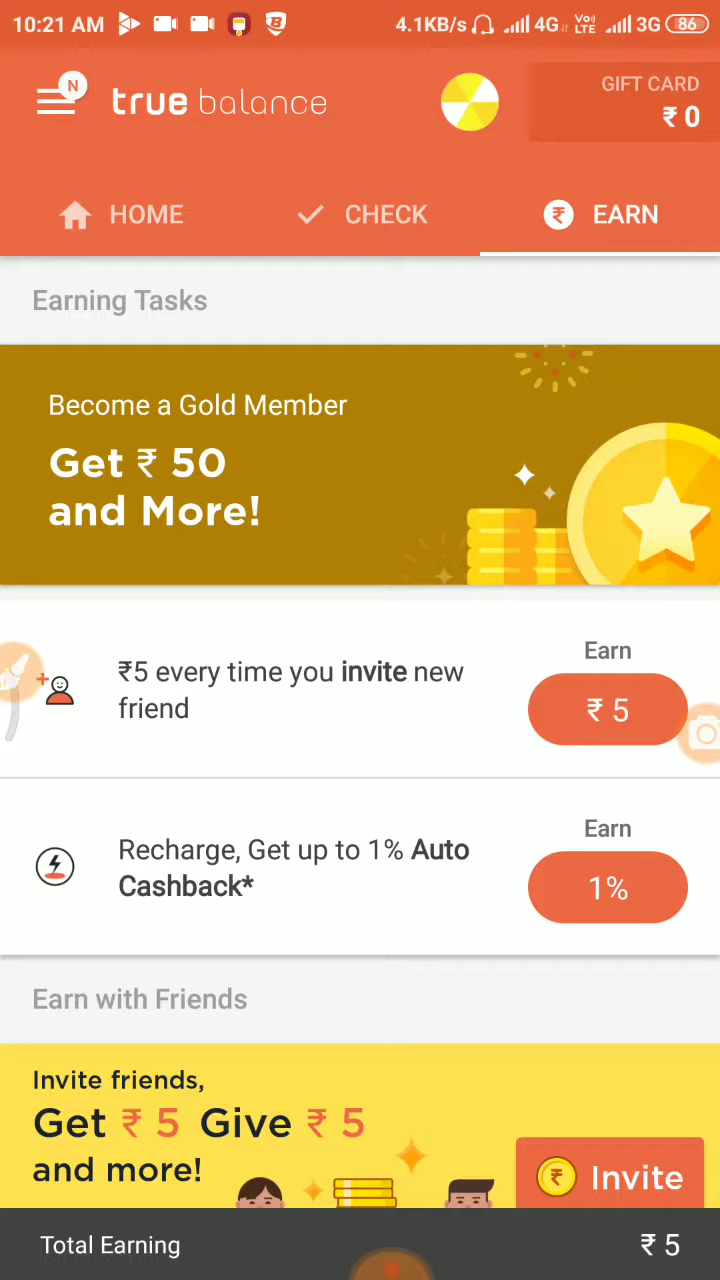 10:21 AM 4.1KB/s 4G VoLTE 3G 86
N
true balance
GIFT CARD
₹ 0
HOME CHECK ₹ EARN
Earning Tasks
Become a Gold Member
Get ₹ 50
and More!
₹5 every time you invite new
friend
Earn
₹ 5
Recharge, Get up to 1% Auto
Cashback*
Earn
1%
Earn with Friends
Invite friends,
Get ₹ 5 Give ₹ 5
and more!
₹ Invite
Total Earning ₹ 5